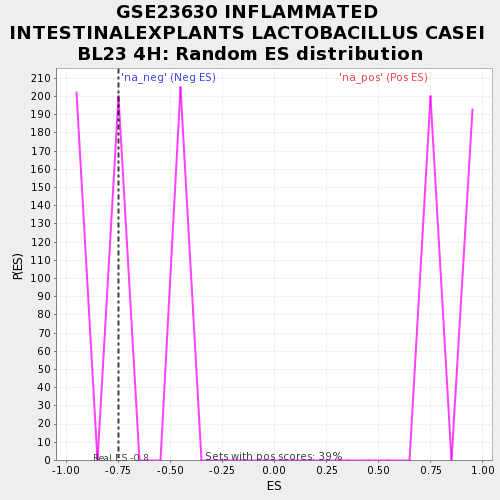 GSE23630 INFLAMMATED
INTESTINALEXPLANTS LACTOBACILLUS CASEI
BL23 4H: Random ES distribution
'na_neg' (Neg ES)
'na_pos' (Pos ES)
210
200
190
180
170
160
150
140
130
120
110
100
90
80
70
60
50
40
30
20
10
0
P(ES)
Real ES -0.8
Sets with pos scores: 39%
-1.00 -0.75 -0.50 -0.25 0.00 0.25 0.50 0.75 1.00
ES